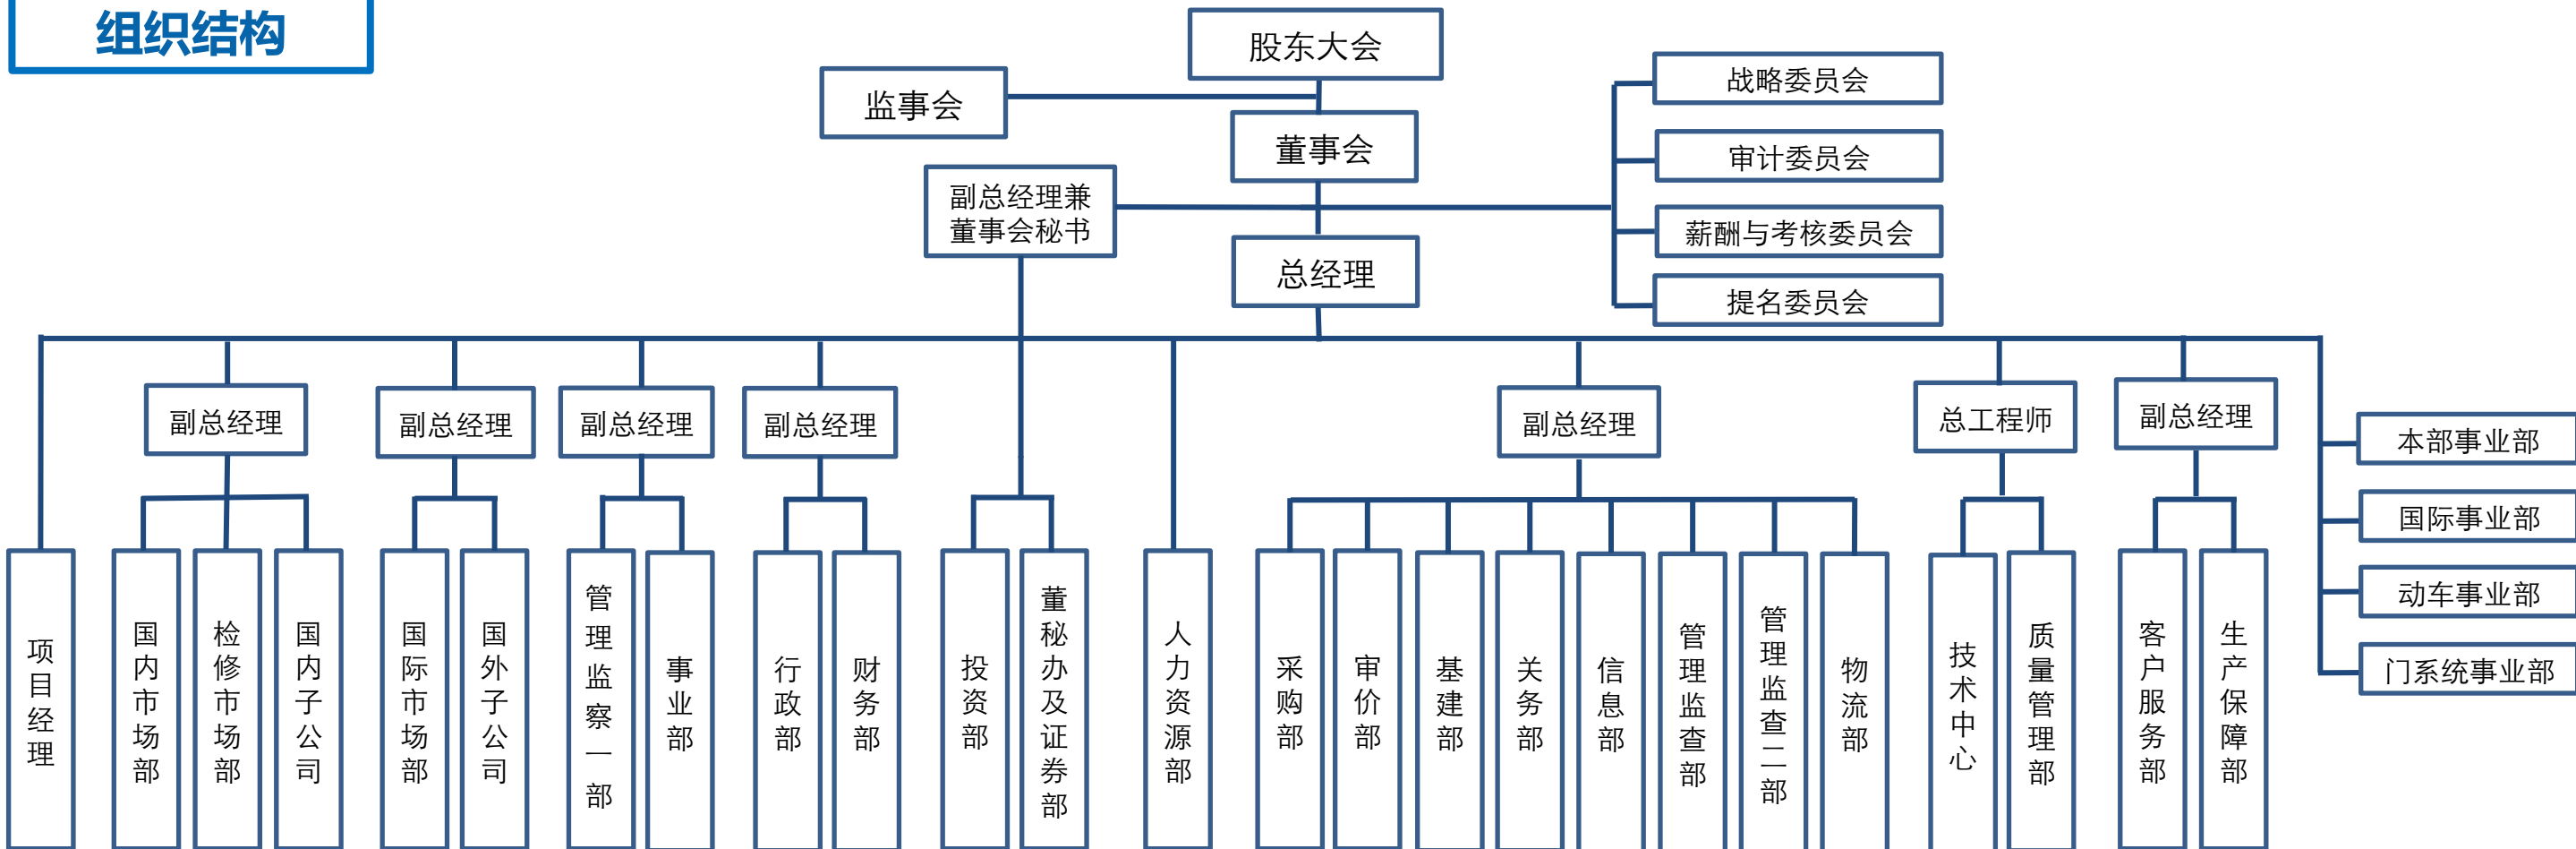 组织结构
股东大会
监事会
董事会
战略委员会
审计委员会
薪酬与考核委员会
提名委员会
副总经理兼
董事会秘书
总经理
副总经理
副总经理
副总经理
副总经理
副总经理
总工程师
副总经理
本部事业部
国际事业部
动车事业部
门系统事业部
项目经理
国内市场部
检修市场部
国内子公司
国际市场部
国外子公司
管理监察一部
事业部
行政部
财务部
投资部
董秘办及证券部
人力资源部
采购部
审价部
基建部
关务部
信息部
管理监查部
管理监查二部
物流部
技术中心
质量管理部
客户服务部
生产保障部